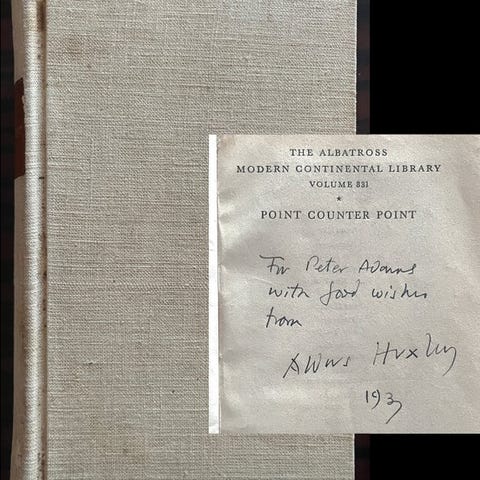 THE ALBATROSS
MODERN CONTINENTAL LIBRARY
VOLUME 331
*
POINT COUNTER POINT
For Peter Adams
with good wishes
from
Aldous Huxley
193